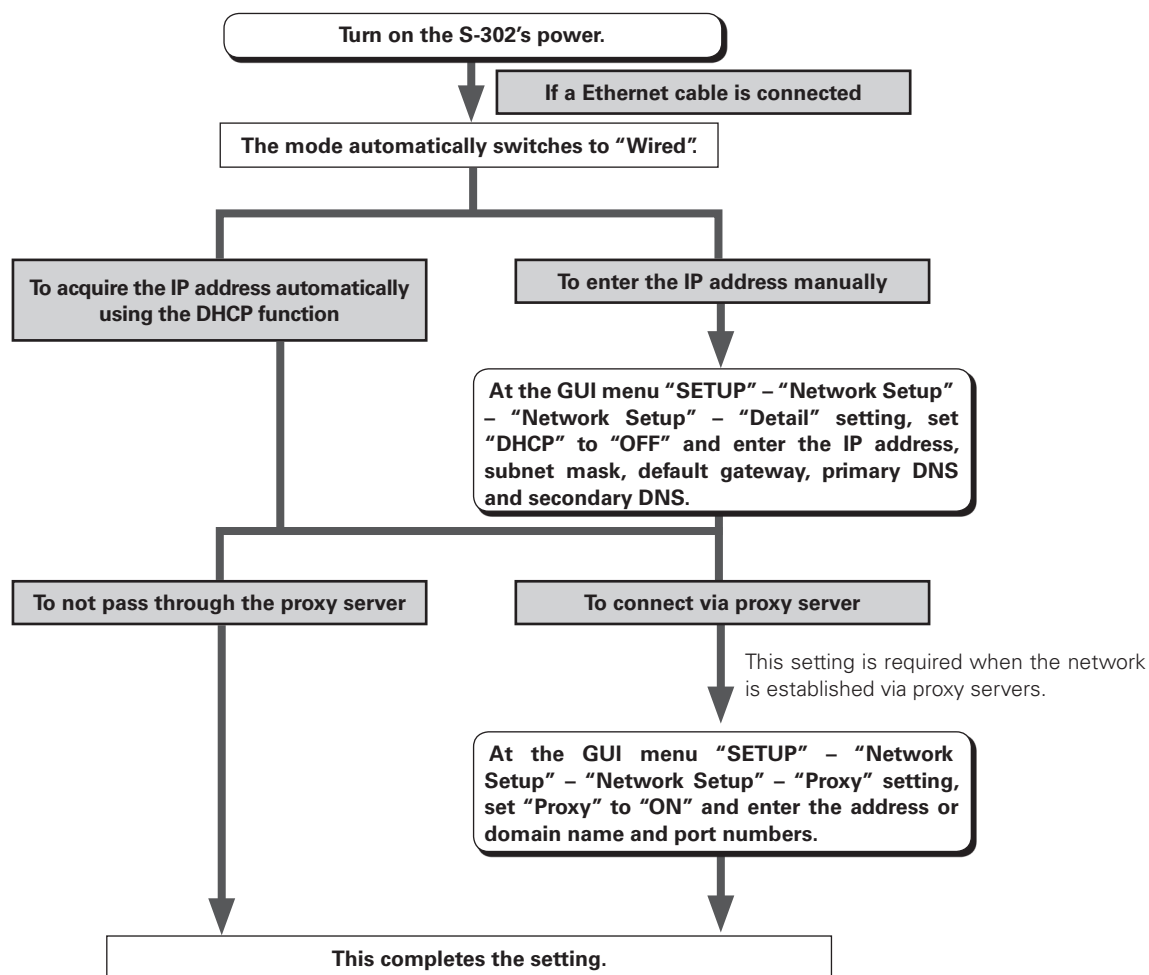 Turn on the S-302's power.
If a Ethernet cable is connected
The mode automatically switches to “Wired”.
To acquire the IP address automatically
using the DHCP function
To enter the IP address manually
At the GUI menu “SETUP” – “Network Setup”
– “Network Setup” – “Detail” setting, set
“DHCP” to “OFF” and enter the IP address,
subnet mask, default gateway, primary DNS
and secondary DNS.
To not pass through the proxy server
To connect via proxy server
This setting is required when the network
is established via proxy servers.
At the GUI menu “SETUP” – “Network
Setup” – “Network Setup” – “Proxy” setting,
set “Proxy” to “ON” and enter the address or
domain name and port numbers.
This completes the setting.